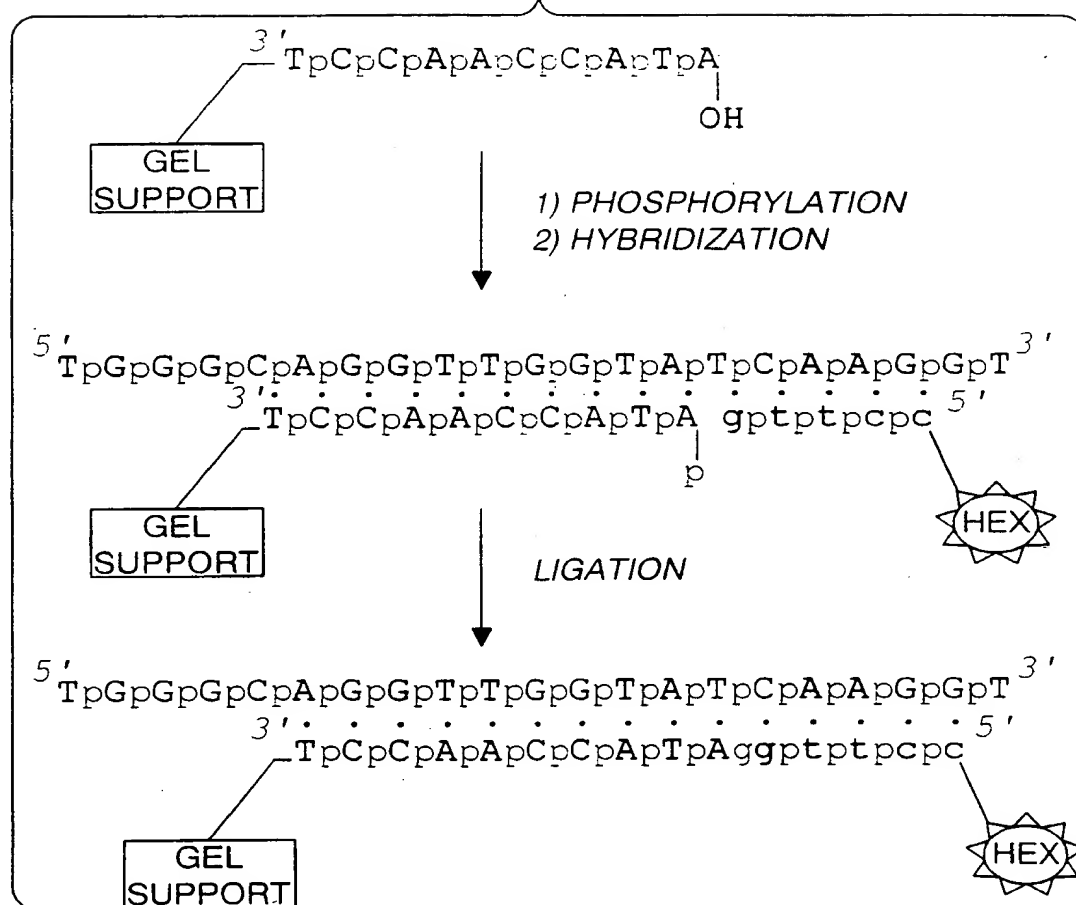 3' TpCpCpApApCpCpApTpA
OH
GEL
SUPPORT
1) PHOSPHORYLATION
2) HYBRIDIZATION
5' TpGpGpGpCpApGpGpTpTpGpGpTpApTpCpApApGpGpT 3'
3' TpCpCpApApCpCpApTpA gptptpcpc 5'
p
GEL
SUPPORT
HEX
LIGATION
5' TpGpGpGpCpApGpGpTpTpGpGpTpApTpCpApApGpGpT 3'
3' TpCpCpApApCpCpApTpAggptptpcpc 5'
GEL
SUPPORT
HEX